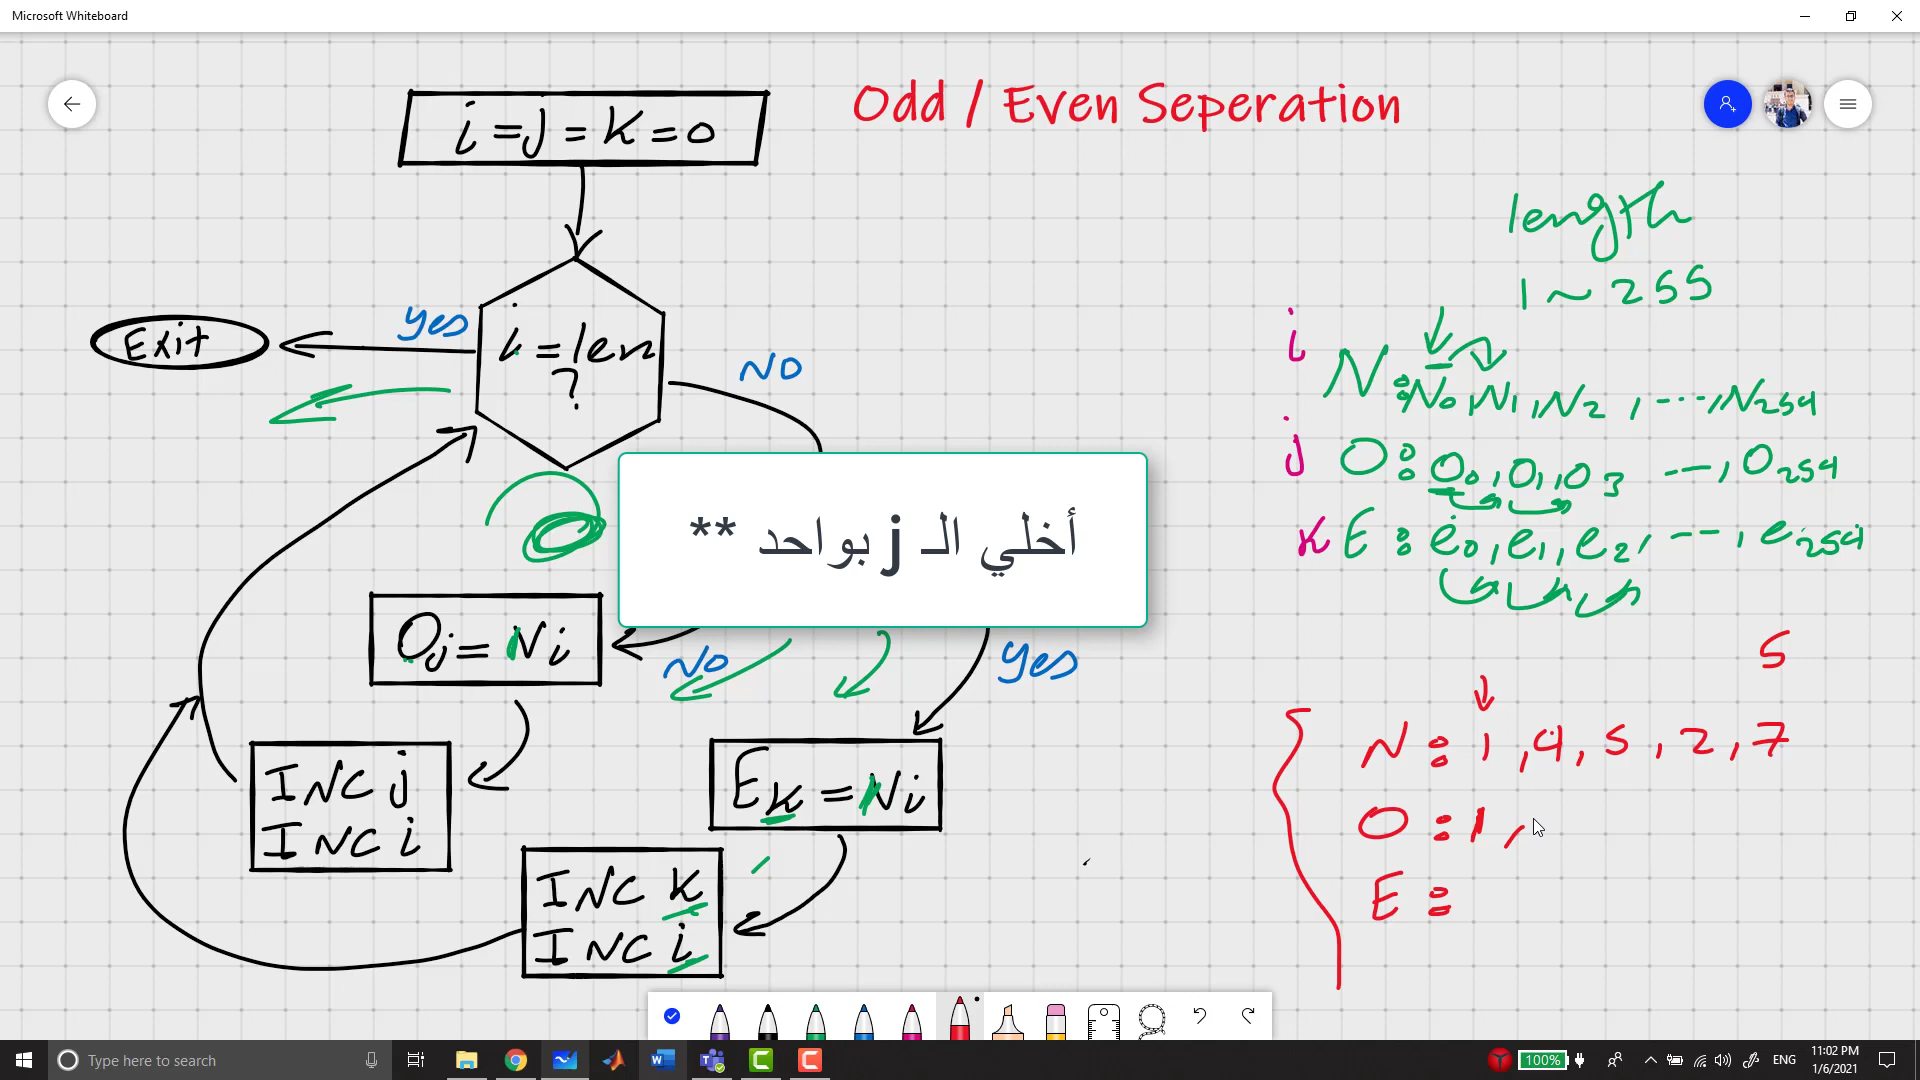 Microsoft Whiteboard
Odd / Even Seperation
i = j = k = 0
i = len
?
Yes
Exit
NO
أخلي الـ j بواحد **
Oj = Ni
NO
Yes
INC j
INC i
Ek = Ni
INC k
INC i
length
1 ~ 255
i N: N0, N1, N2, ..., N254
j O: O0, O1, O3 ---, O254
K E: e0, e1, e2, ---, e254
5
N: 1, 4, 5, 2, 7
O: 1,
E:
Type here to search
100%
ENG
11:02 PM
1/6/2021